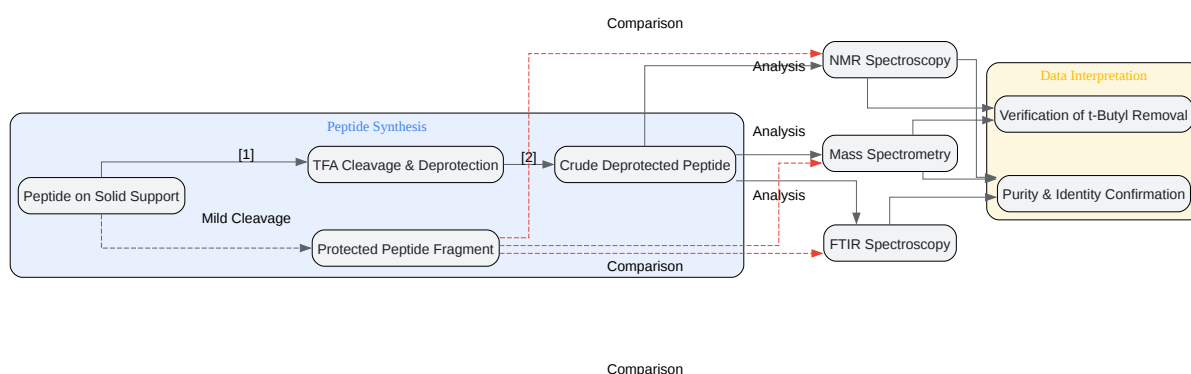 Comparison
NMR Spectroscopy
Analysis
Data Interpretation
Verification of t-Butyl Removal
Peptide Synthesis
Analysis
[1]
[2]
TFA Cleavage & Deprotection
Crude Deprotected Peptide
Mass Spectrometry
Peptide on Solid Support
Analysis
Purity & Identity Confirmation
Mild Cleavage
Protected Peptide Fragment
FTIR Spectroscopy
Comparison
Comparison